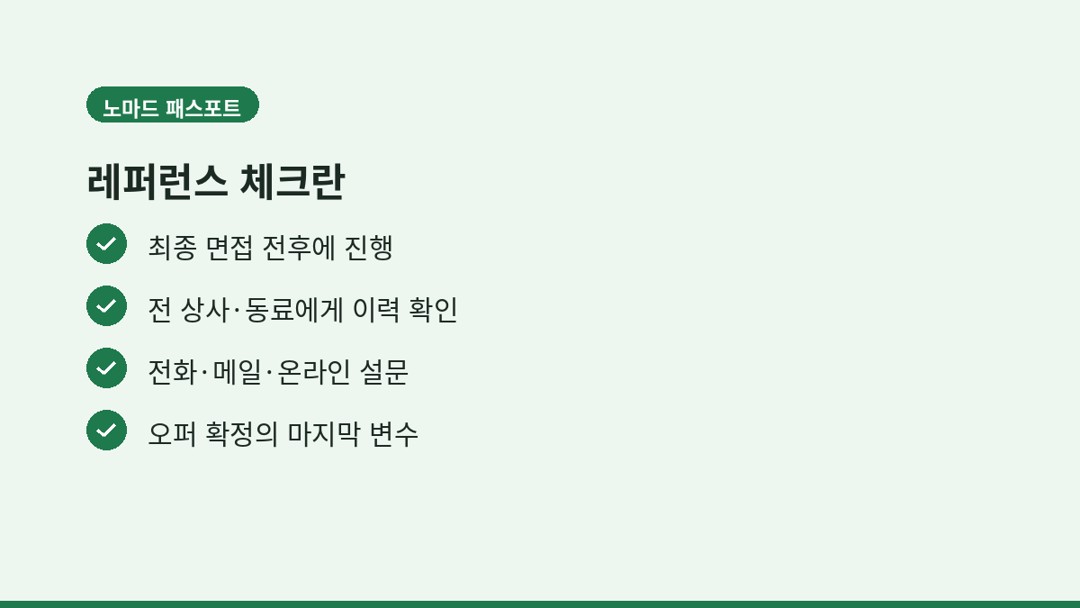 노마드 패스포트
레퍼런스 체크란
최종 면접 전후에 진행
전 상사·동료에게 이력 확인
전화·메일·온라인 설문
오퍼 확정의 마지막 변수